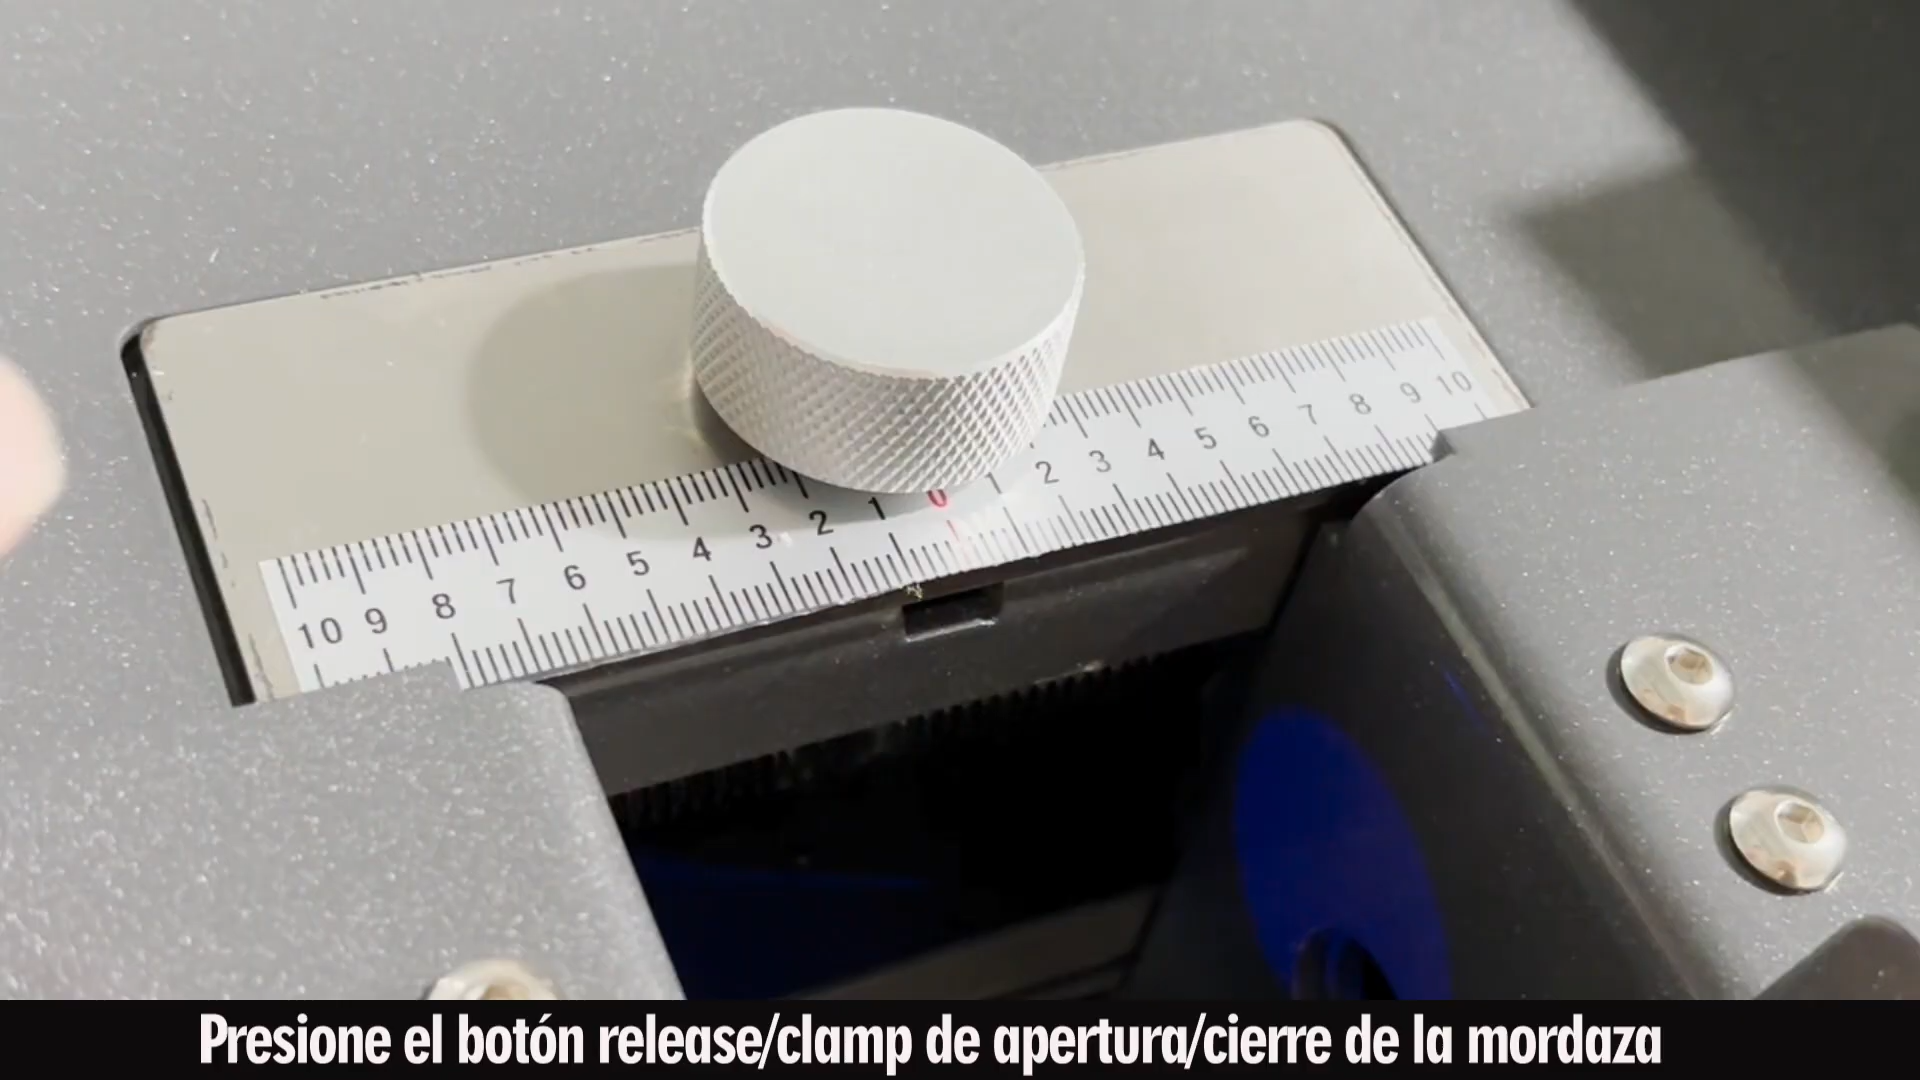 10 9 8 7 6 5 4 3 2 1 0 1 2 3 4 5 6 7 8 9 10
Presione el botón release/clamp de apertura/cierre de la mordaza